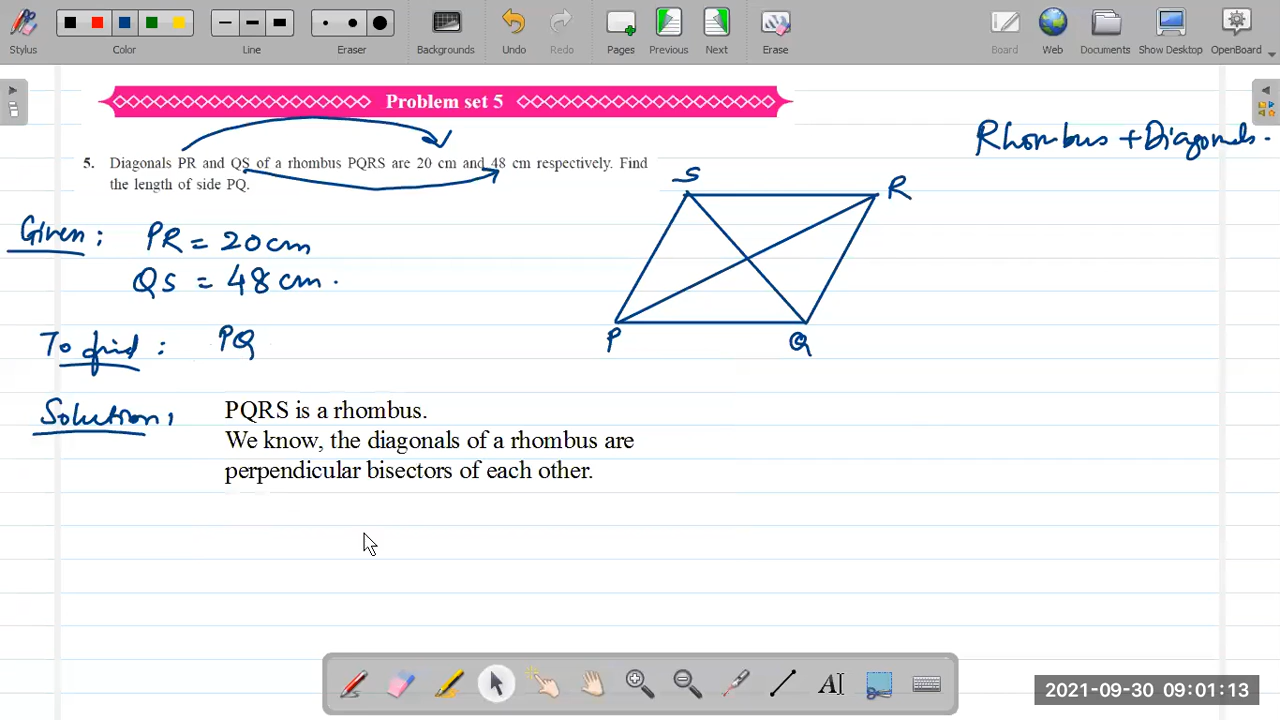 Stylus
Color
Line
Eraser
Backgrounds
Undo
Redo
Pages
Previous
Next
Erase
Board
Web
Documents
Show Desktop
OpenBoard
Problem set 5
Rhombus + Diagonals.
5. Diagonals PR and QS of a rhombus PQRS are 20 cm and 48 cm respectively. Find
the length of side PQ.
S
R
Given: PR = 20cm
QS = 48 cm.
P
Q
To find: PQ
Solution:
PQRS is a rhombus.
We know, the diagonals of a rhombus are
perpendicular bisectors of each other.
AI
2021-09-30 09:01:13